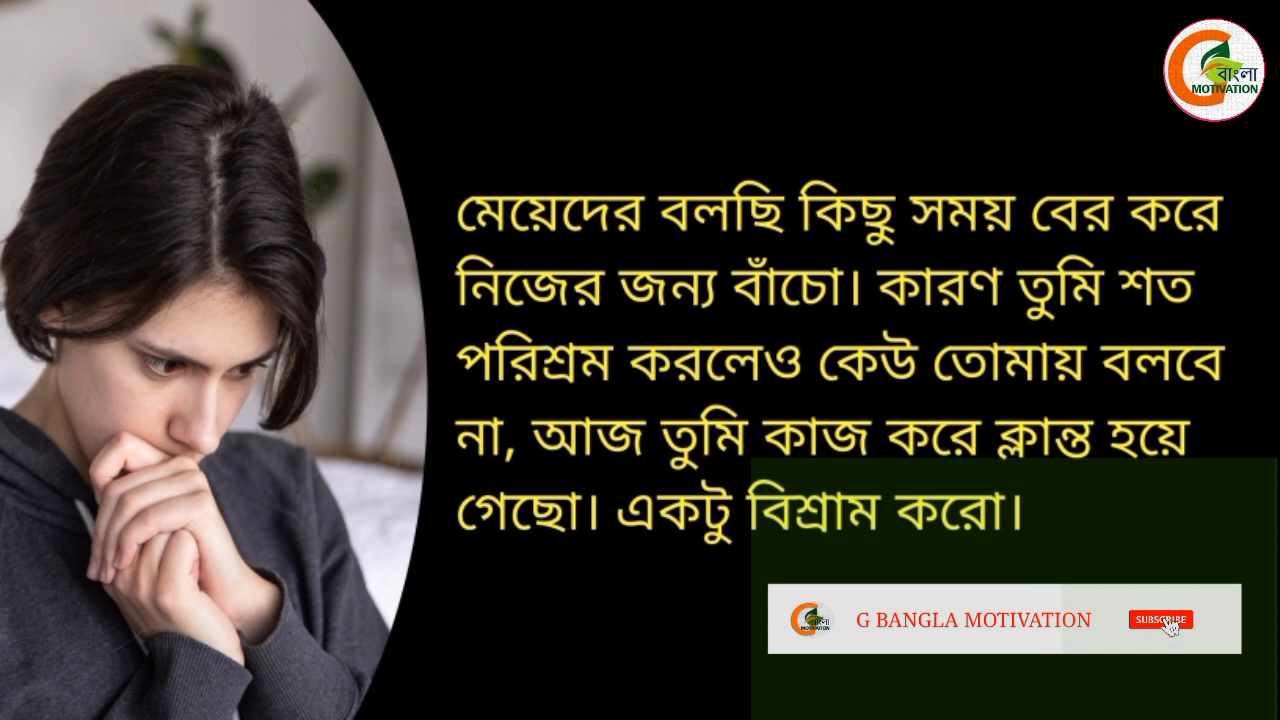 বাংলা
MOTIVATION
মেয়েদের বলছি কিছু সময় বের করে
নিজের জন্য বাঁচো। কারণ তুমি শত
পরিশ্রম করলেও কেউ তোমায় বলবে
না, আজ তুমি কাজ করে ক্লান্ত হয়ে
গেছো। একটু বিশ্রাম করো।
বাংলা
MOTIVATION
G BANGLA MOTIVATION
SUBSCRIBE